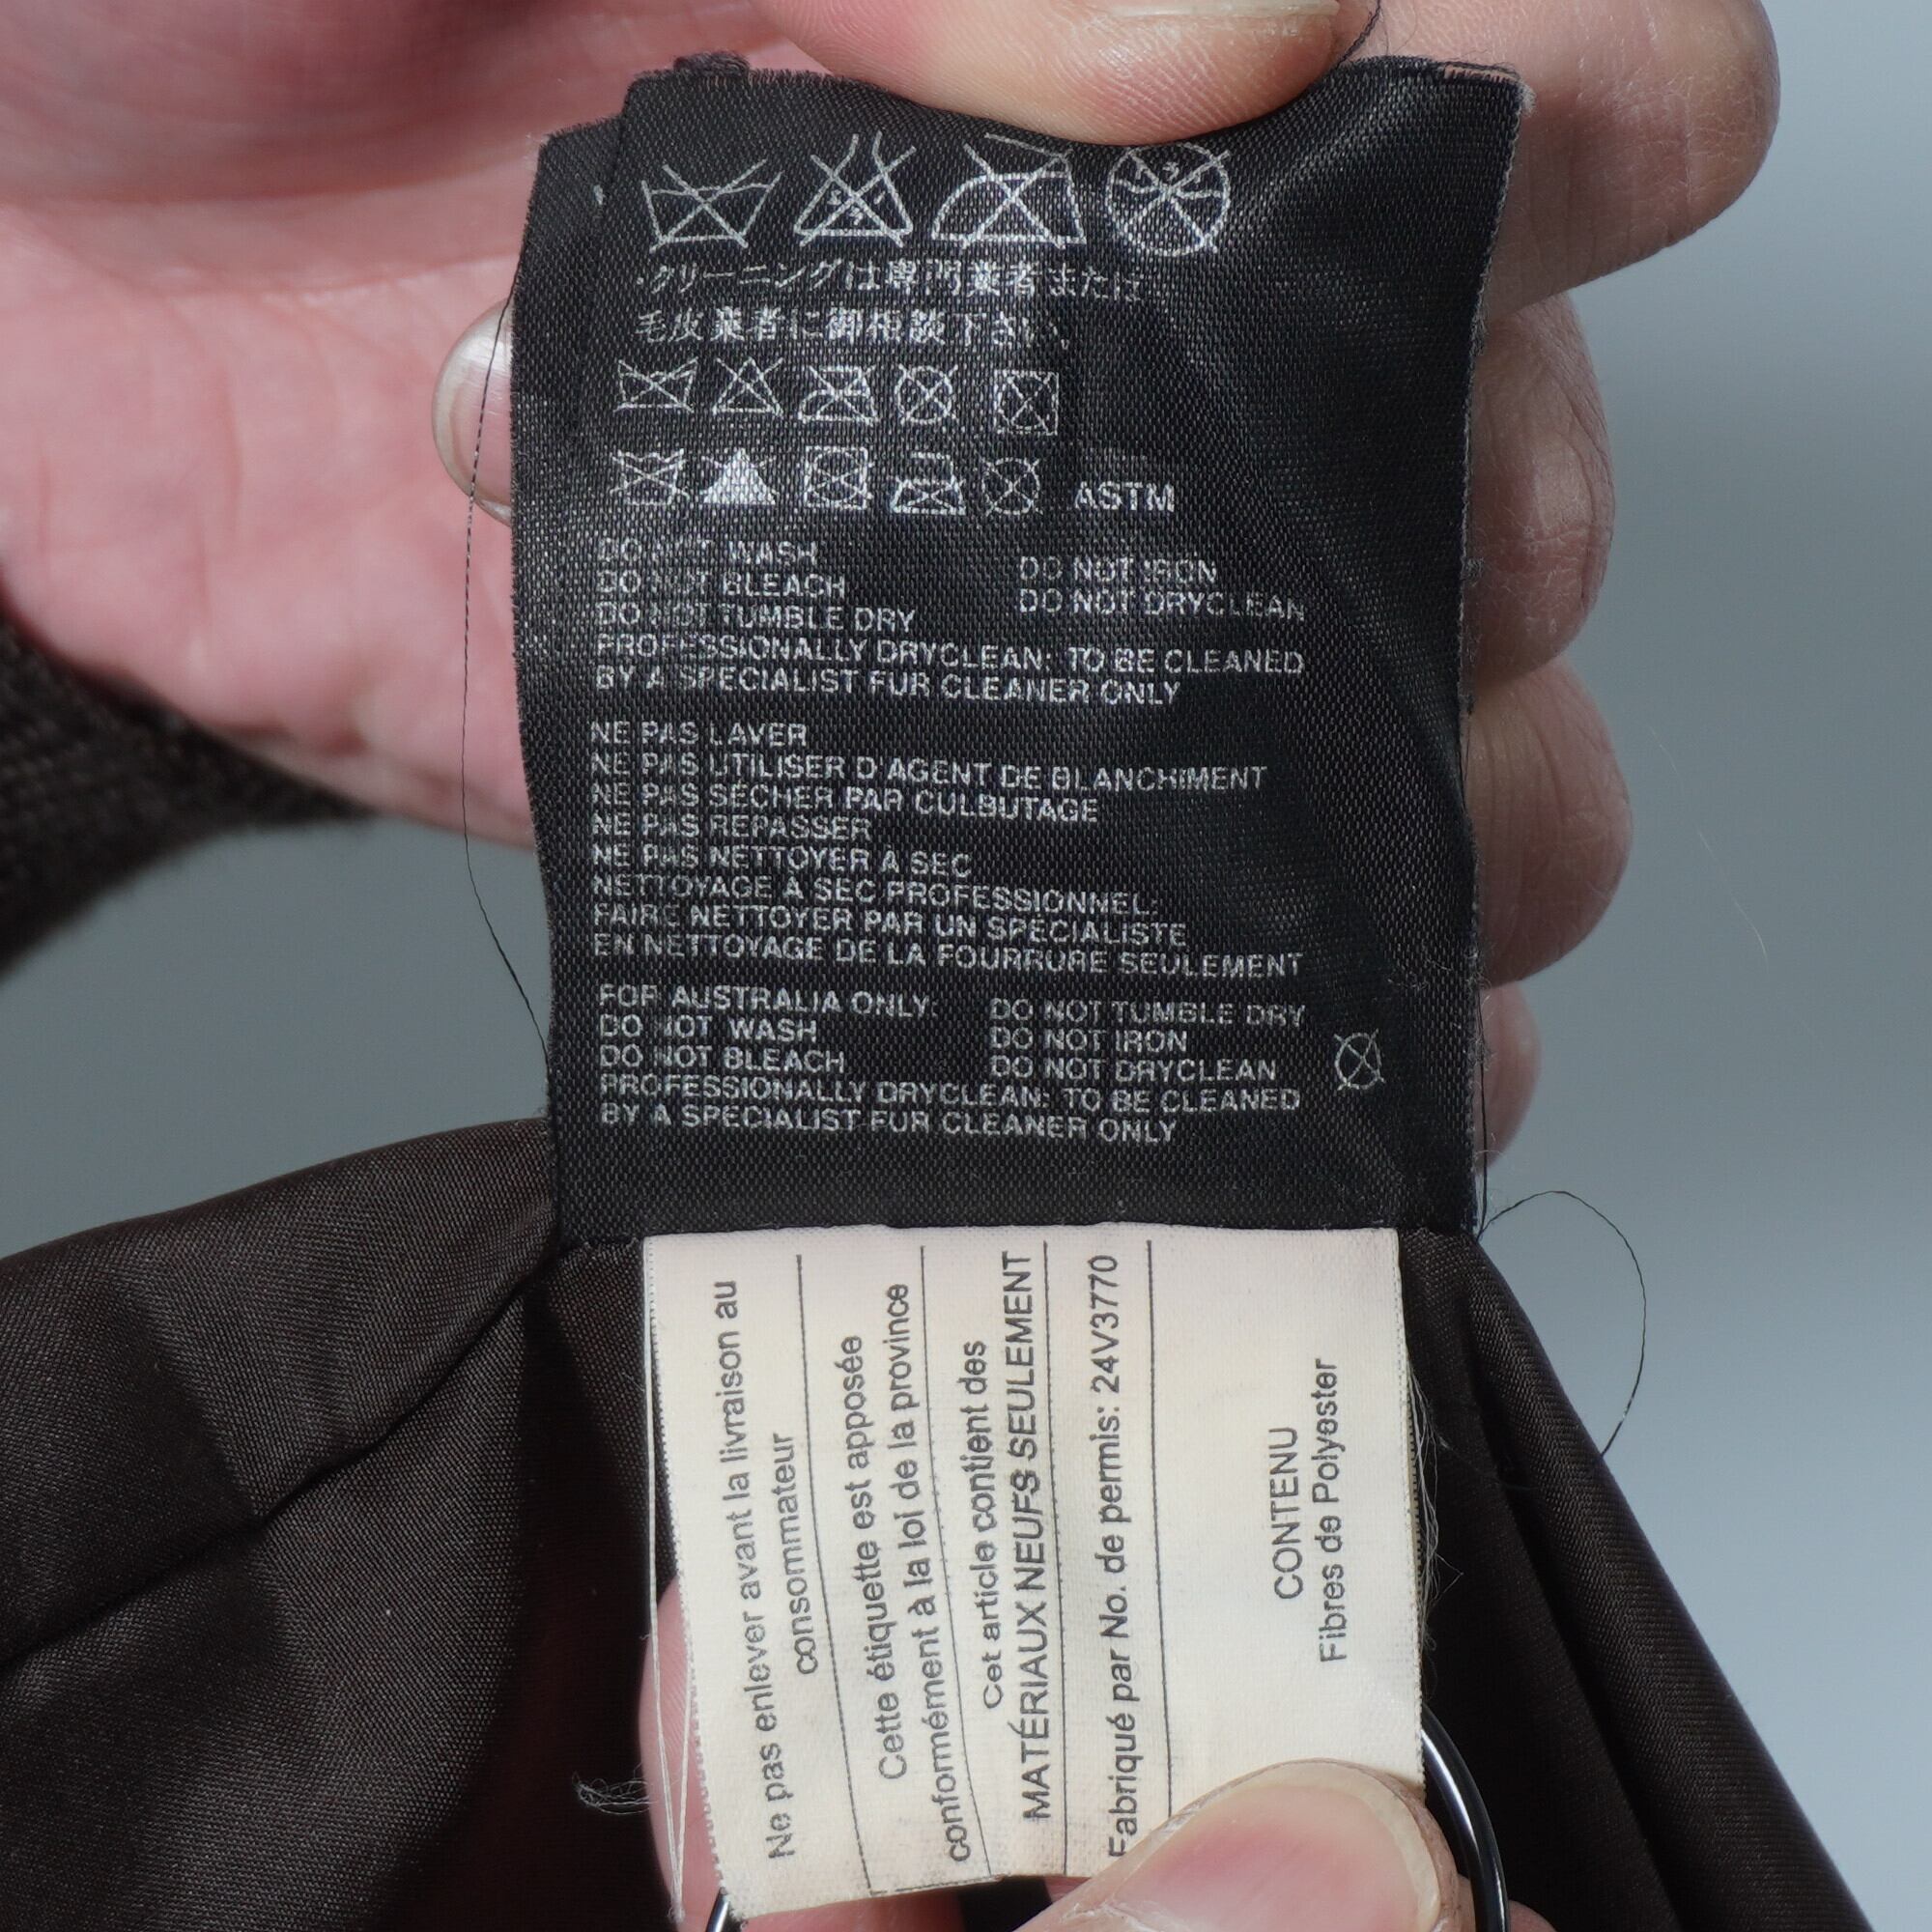 ・クリーニングは専門業者または
毛皮業者に御相談下さい、
ASTM
DO NOT WASH
DO NOT BLEACH
DO NOT TUMBLE DRY
DO NOT IRON
DO NOT DRYCLEAN
PROFESSIONALLY DRYCLEAN: TO BE CLEANED
BY A SPECIALIST FUR CLEANER ONLY
NE PAS LAVER
NE PAS UTILISER D'AGENT DE BLANCHIMENT
NE PAS SECHER PAR CULBUTAGE
NE PAS REPASSER
NE PAS NETTOYER A SEC
NETTOYAGE À SEC PROFESSIONNEL.
FAIRE NETTOYER PAR UN SPECIALISTE
EN NETTOYAGE DE LA FOURRURE SEULEMENT
FOR AUSTRALIA ONLY:
DO NOT WASH
DO NOT BLEACH
DO NOT TUMBLE DRY
DO NOT IRON
DO NOT DRYCLEAN
PROFESSIONALLY DRYCLEAN: TO BE CLEANED
BY A SPECIALIST FUR CLEANER ONLY
Ne pas enlever avant la livraison au
consommateur
Cette étiquette est apposée
conformément à la loi de la province
Cet article contient des
MATÉRIAUX NEUFS SEULEMENT
Fabriqué par No. de permis: 24V3770
CONTENU
Fibres de Polyester